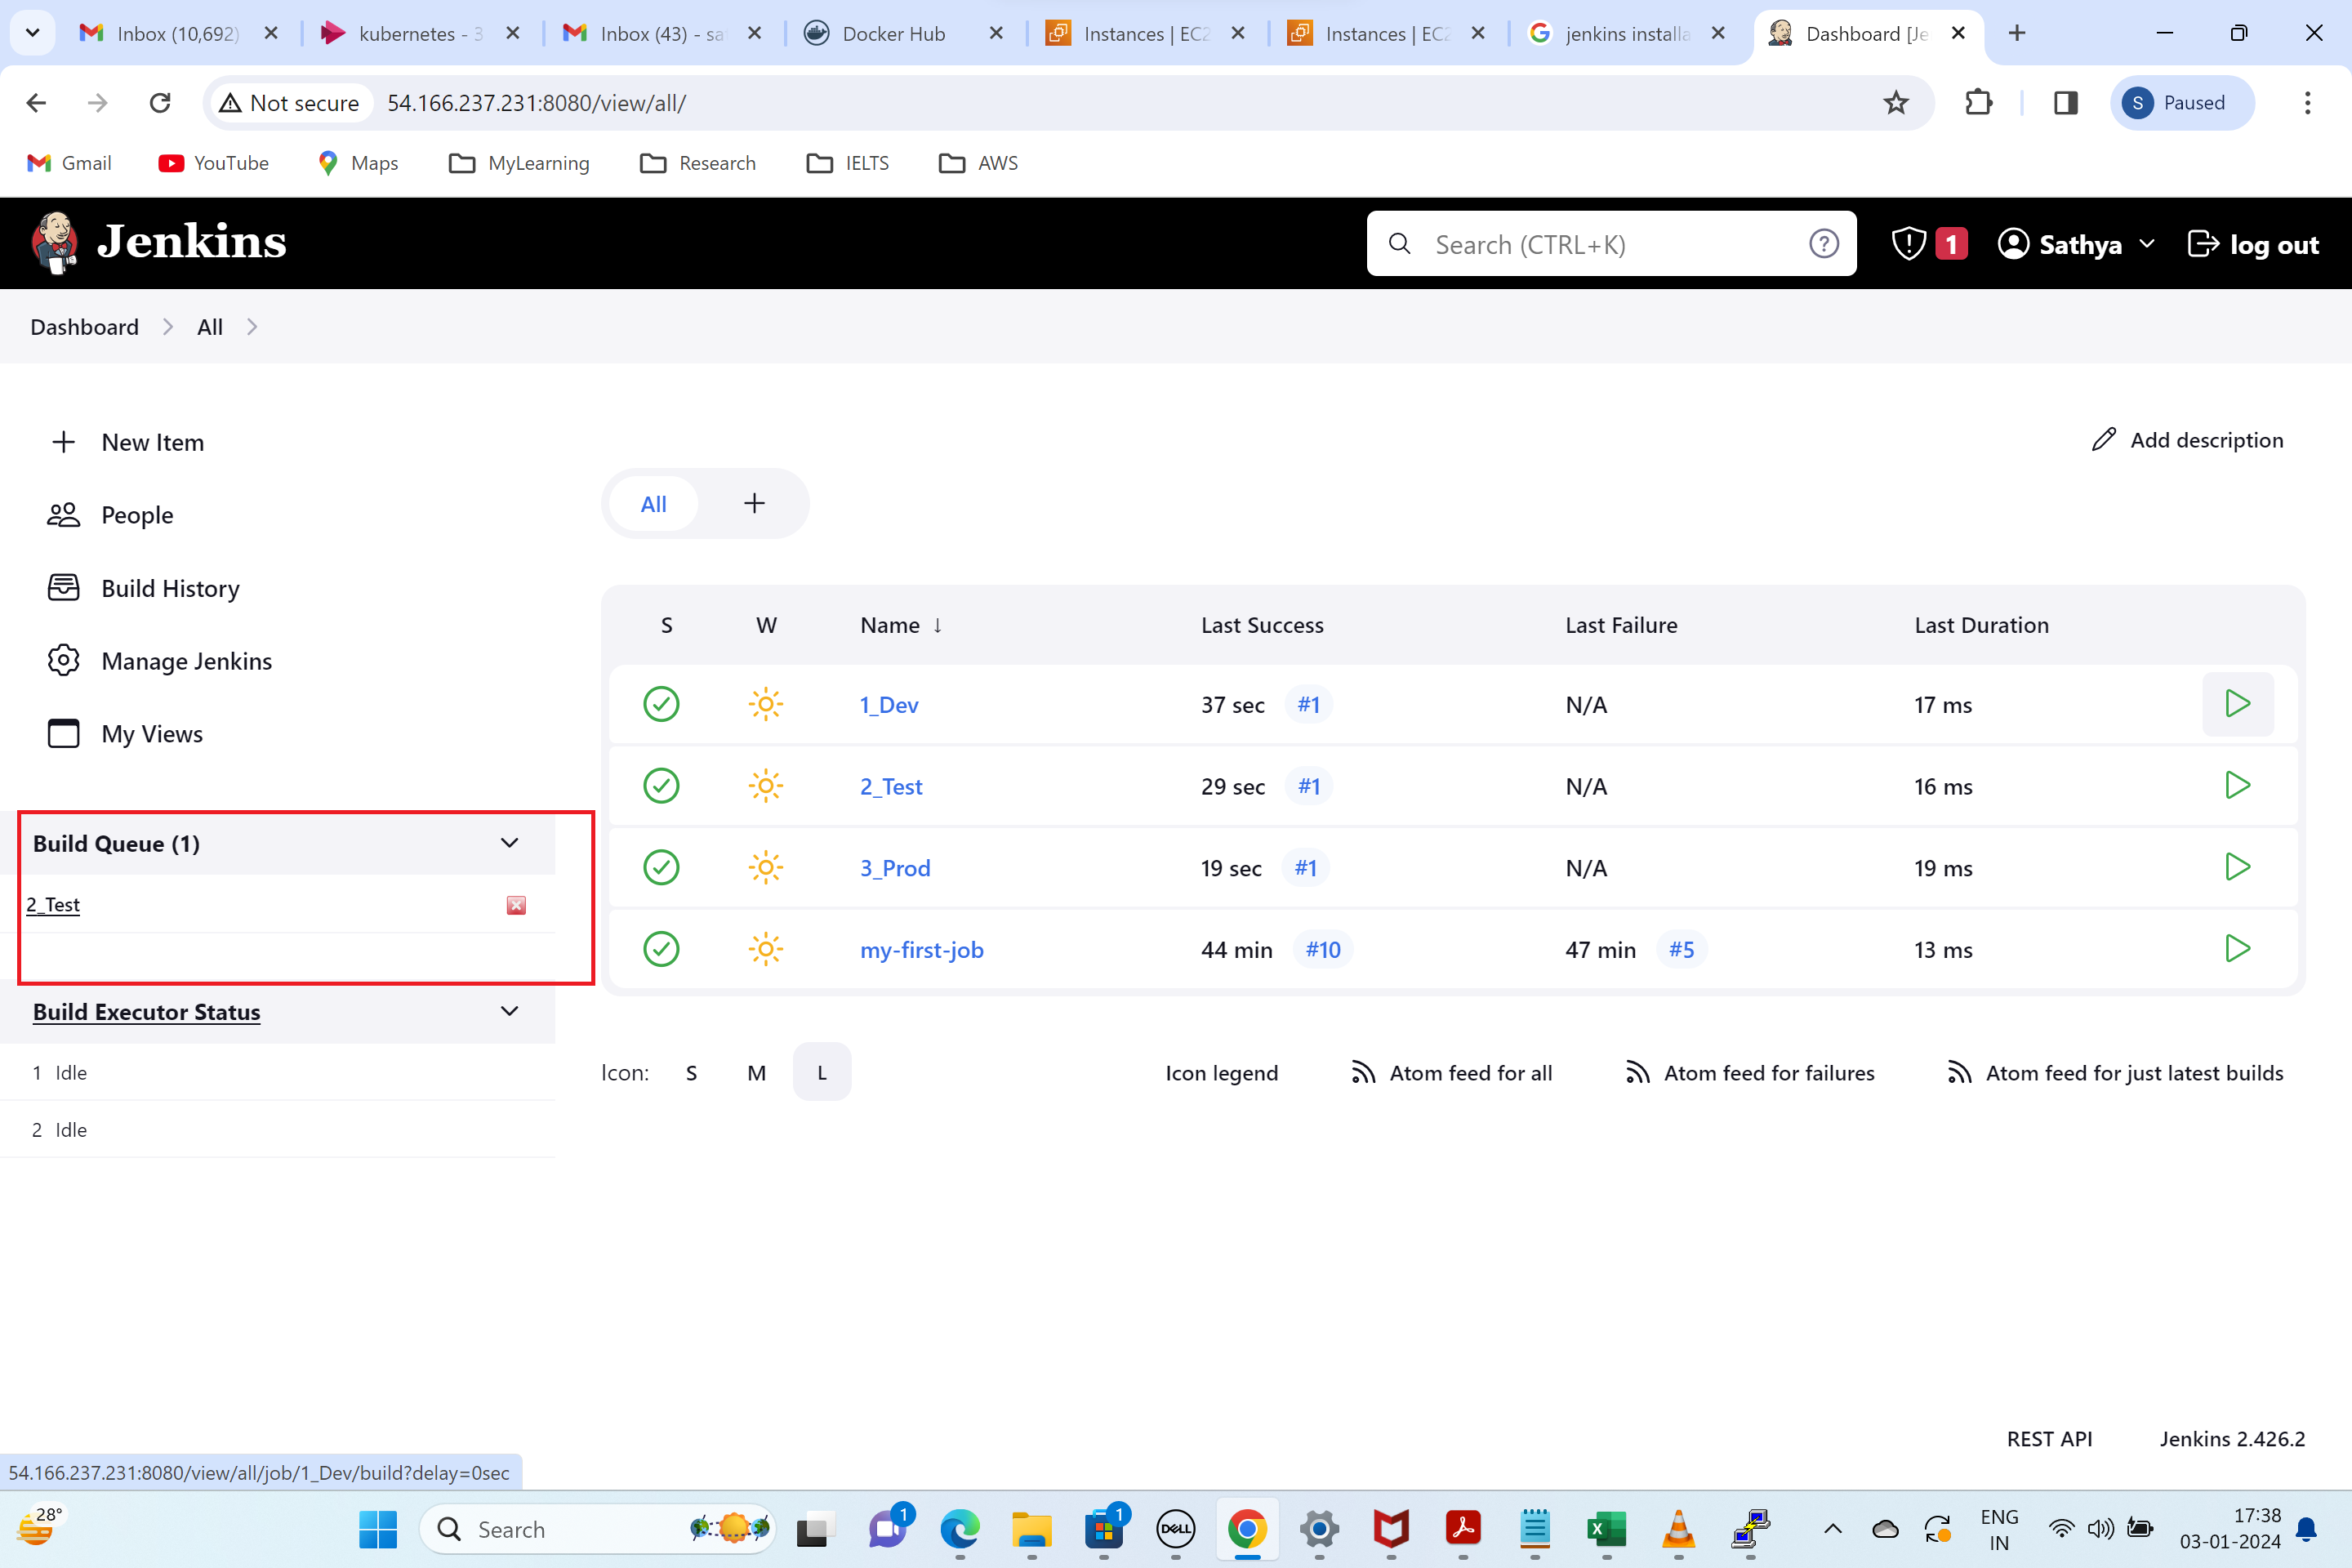 Inbox (10,692)
kubernetes - 3
Inbox (43) - sa
Docker Hub
Instances | EC2
Instances | EC2
jenkins installa
Dashboard [Je
Not secure
54.166.237.231:8080/view/all/
S
Paused
Gmail
YouTube
Maps
MyLearning
Research
IELTS
AWS
Jenkins
Search (CTRL+K)
?
1
Sathya
log out
Dashboard
All
New Item
People
Build History
Manage Jenkins
My Views
Add description
All
S W Name ↓ Last Success Last Failure Last Duration
1_Dev 37 sec #1 N/A 17 ms
2_Test 29 sec #1 N/A 16 ms
3_Prod 19 sec #1 N/A 19 ms
my-first-job 44 min #10 47 min #5 13 ms
Build Queue (1)
2_Test
Build Executor Status
1 Idle
2 Idle
Icon: S M L
Icon legend
Atom feed for all
Atom feed for failures
Atom feed for just latest builds
REST API
Jenkins 2.426.2
54.166.237.231:8080/view/all/job/1_Dev/build?delay=0sec
28°
Search
1
1
DELL
ENG
IN
17:38
03-01-2024